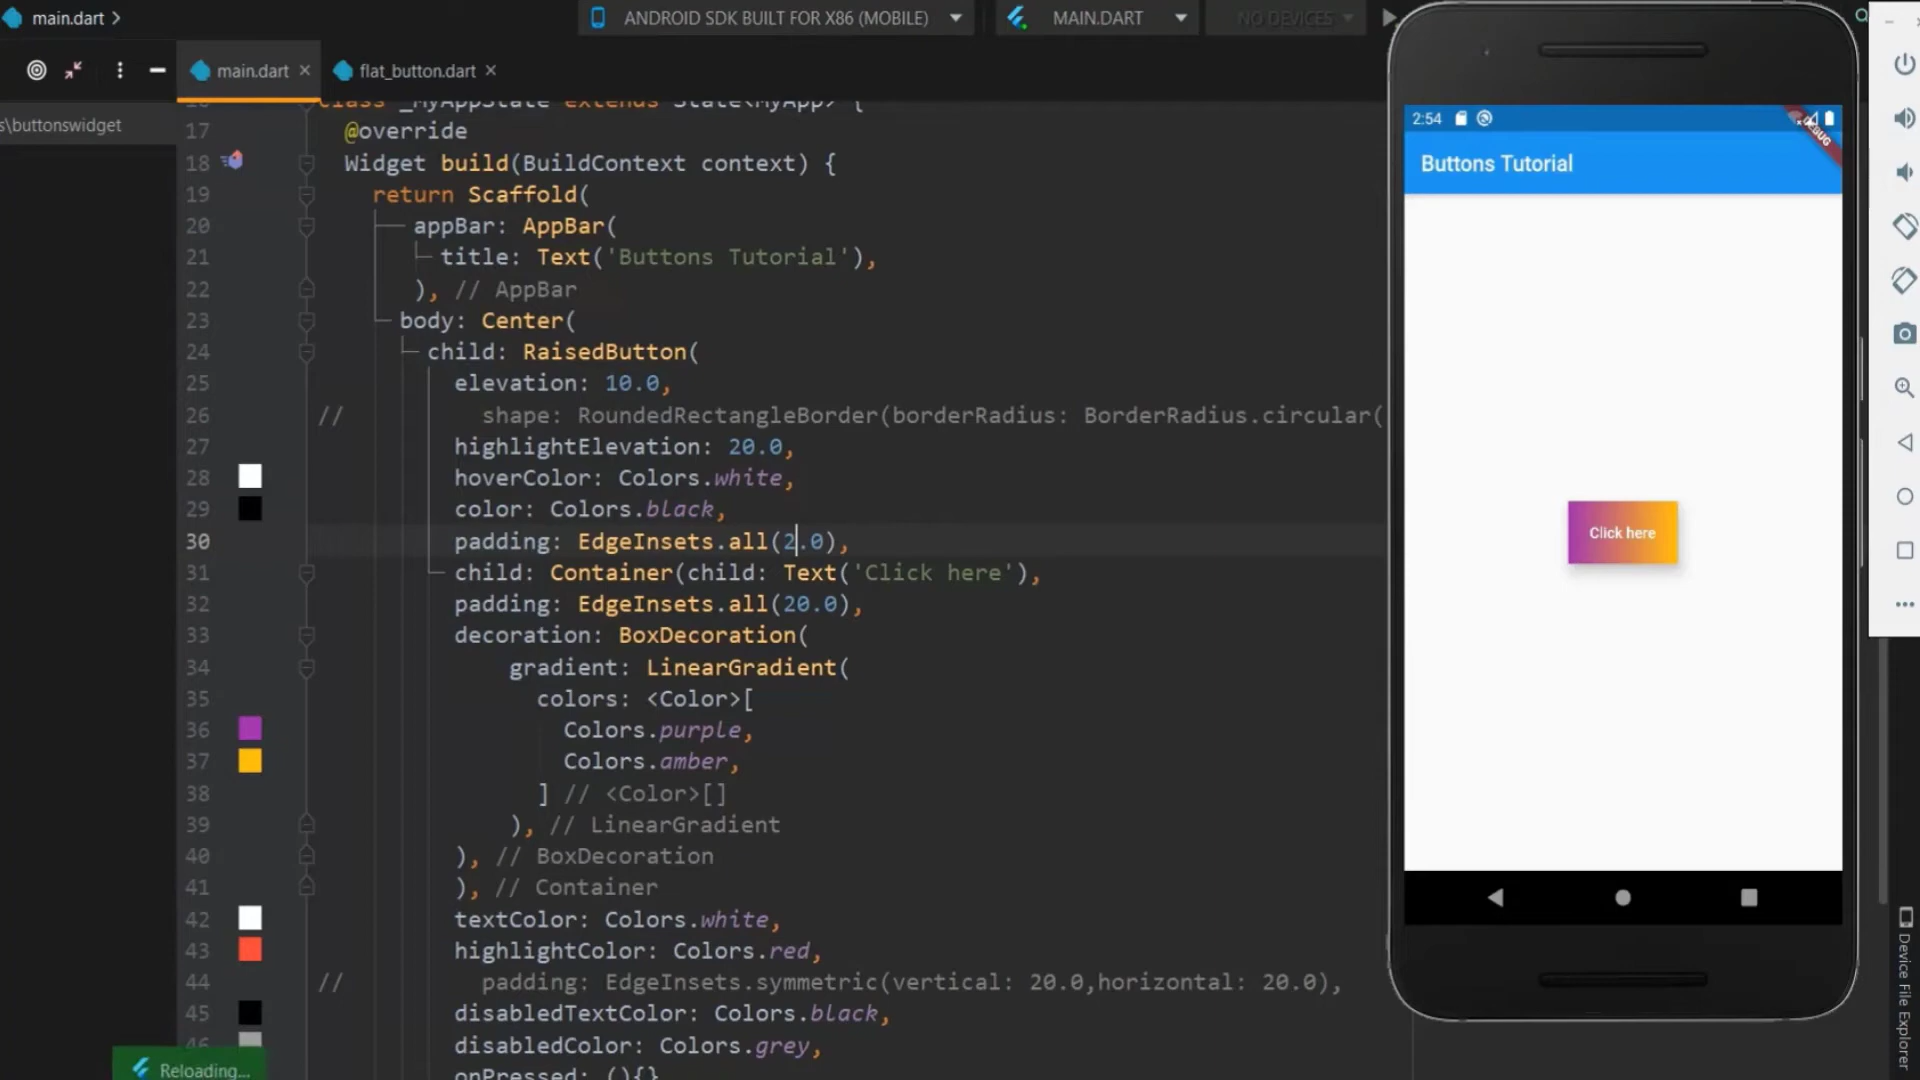 main.dart
ANDROID SDK BUILT FOR X86 (MOBILE)
MAIN.DART
NO DEVICES
main.dart
flat_button.dart
s\buttonswidget
class _MyAppState extends State<MyApp> {
17 @override
18 Widget build(BuildContext context) {
19 return Scaffold(
20 appBar: AppBar(
21 title: Text('Buttons Tutorial'),
22 ), // AppBar
23 body: Center(
24 child: RaisedButton(
25 elevation: 10.0,
26 // shape: RoundedRectangleBorder(borderRadius: BorderRadius.circular(
27 highlightElevation: 20.0,
28 hoverColor: Colors.white,
29 color: Colors.black,
30 padding: EdgeInsets.all(2.0),
31 child: Container(child: Text('Click here'),
32 padding: EdgeInsets.all(20.0),
33 decoration: BoxDecoration(
34 gradient: LinearGradient(
35 colors: <Color>[
36 Colors.purple,
37 Colors.amber,
38 ] // <Color>[]
39 ), // LinearGradient
40 ), // BoxDecoration
41 ), // Container
42 textColor: Colors.white,
43 highlightColor: Colors.red,
44 // padding: EdgeInsets.symmetric(vertical: 20.0,horizontal: 20.0),
45 disabledTextColor: Colors.black,
46 disabledColor: Colors.grey,
onPressed: (){}
Reloading...
2:54
DEBUG
Buttons Tutorial
Click here
Device File Explorer